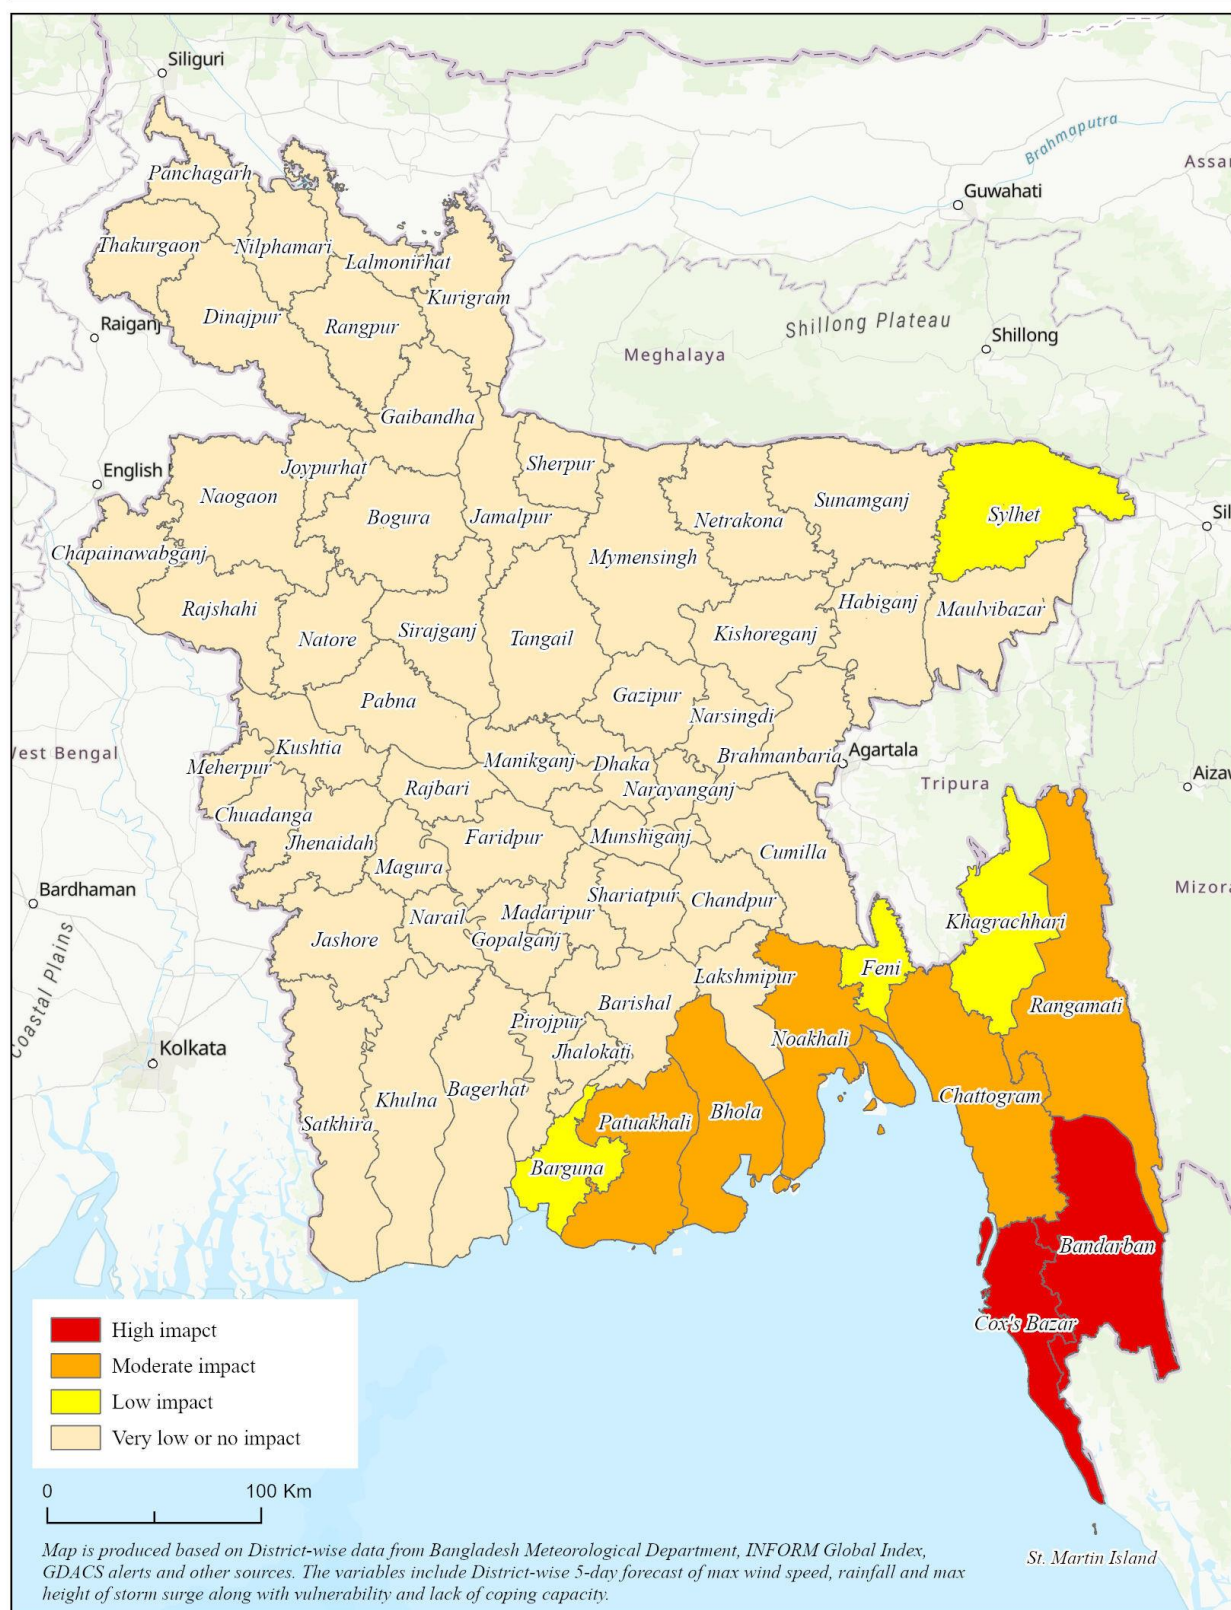 Siliguri
Brahmaputra
Panchagarh
Guwahati
Thakurgaon
Nilphamari
Lalmonirhat
Kurigram
Dinajpur
Rangpur
Raiganj
Shillong Plateau
Shillong
Meghalaya
Gaibandha
English
Joypurhat
Sherpur
Naogaon
Sunamganj
Bogura
Jamalpur
Netrakona
Sylhet
Sil
Chapainawabganj
Mymensingh
Rajshahi
Habiganj
Maulvibazar
Natore
Sirajganj
Tangail
Kishoreganj
Pabna
Gazipur
Narsingdi
Kushtia
Meherpur
Manikganj
Dhaka
Brahmanbaria
Agartala
West Bengal
Rajbari
Narayanganj
Tripura
Aizaw
Chuadanga
Jhenaidah
Faridpur
Munshiganj
Cumilla
Magura
Bardhaman
Narail
Madaripur
Shariatpur
Chandpur
Mizora
Jashore
Gopalganj
Khagrachhari
Coastal Plains
Lakshmipur
Feni
Barishal
Rangamati
Pirojpur
Jhalokati
Noakhali
Kolkata
Khulna
Bagerhat
Chattogram
Satkhira
Patuakhali
Bhola
Barguna
Bandarban
Cox's Bazar
Assar
High imapct
Moderate impact
Low impact
Very low or no impact
0 100 Km
Map is produced based on District-wise data from Bangladesh Meteorological Department, INFORM Global Index,
GDACS alerts and other sources. The variables include District-wise 5-day forecast of max wind speed, rainfall and max
height of storm surge along with vulnerability and lack of coping capacity.
St. Martin Island